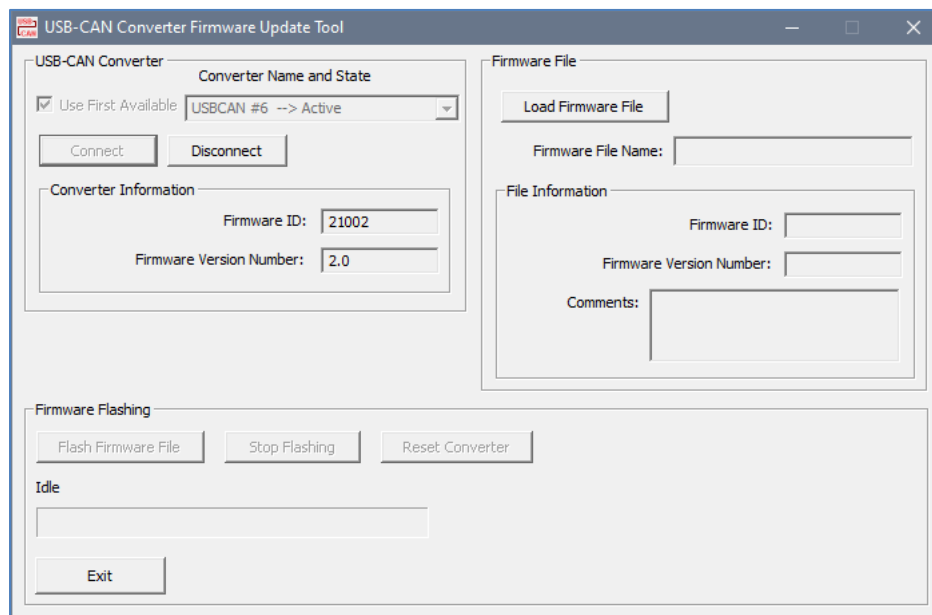 USB-CAN USB-CAN Converter Firmware Update Tool
USB-CAN Converter
Converter Name and State
Use First Available
USBCAN #6 --> Active
Connect
Disconnect
Converter Information
Firmware ID: 21002
Firmware Version Number: 2.0
Firmware File
Load Firmware File
Firmware File Name:
File Information
Firmware ID:
Firmware Version Number:
Comments:
Firmware Flashing
Flash Firmware File
Stop Flashing
Reset Converter
Idle
Exit